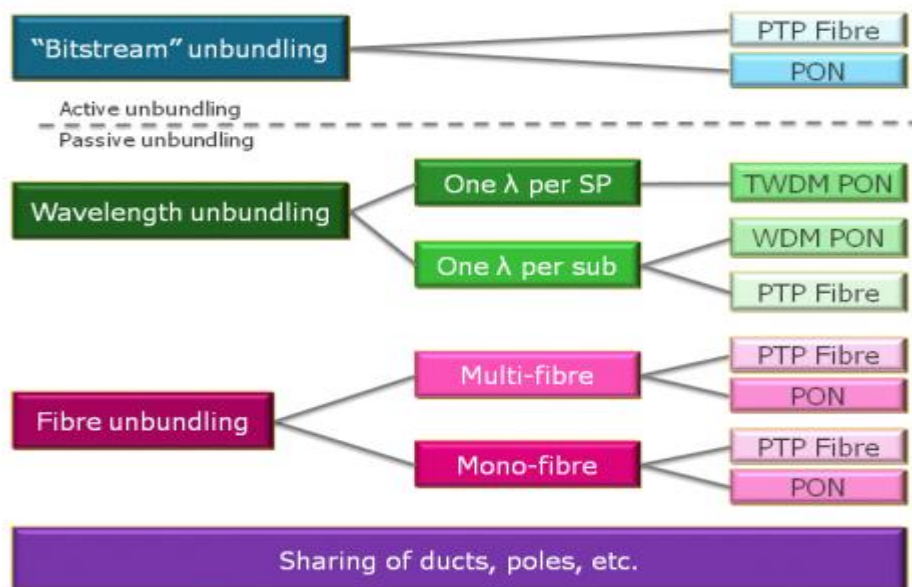 “Bitstream” unbundling
PTP Fibre
PON
Active unbundling
Passive unbundling
Wavelength unbundling
One λ per SP
TWDM PON
One λ per sub
WDM PON
PTP Fibre
Fibre unbundling
Multi-fibre
PTP Fibre
PON
Mono-fibre
PTP Fibre
PON
Sharing of ducts, poles, etc.